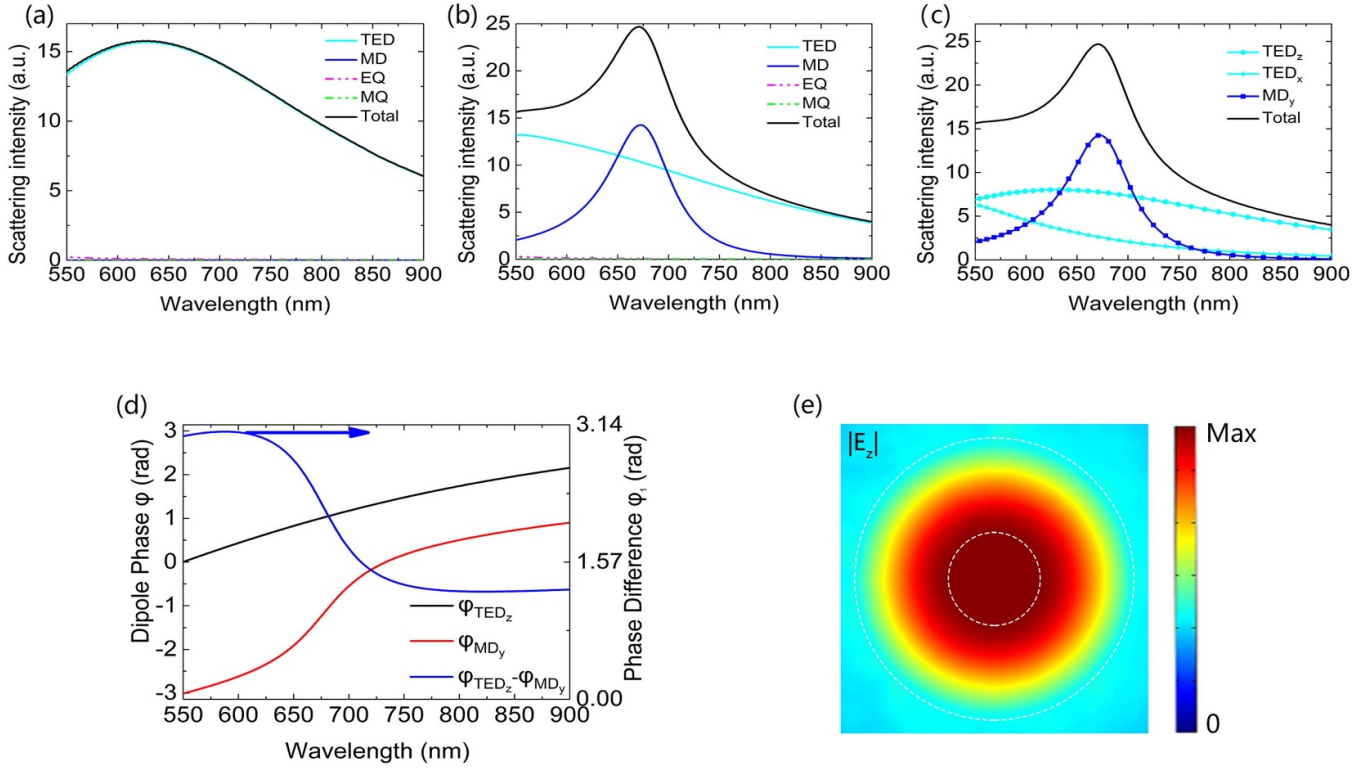 (a)
Scattering intensity (a.u.)
15
10
5
0
TED
MD
EQ
MQ
Total
550 600 650 700 750 800 850 900
Wavelength (nm)
(b)
Scattering intensity (a.u.)
25
20
15
10
5
0
TED
MD
EQ
MQ
Total
550 600 650 700 750 800 850 900
Wavelength (nm)
(c)
Scattering intensity (a.u.)
25
20
15
10
5
0
TEDz
TEDx
MDy
Total
550 600 650 700 750 800 850 900
Wavelength (nm)
(d)
Dipole Phase φ (rad)
3
2
1
0
-1
-2
-3
φTEDz
φMDy
φTEDz-φMDy
3.14
1.57
0.00
Phase Difference φ1 (rad)
550 600 650 700 750 800 850 900
Wavelength (nm)
(e)
|Ez|
Max
0